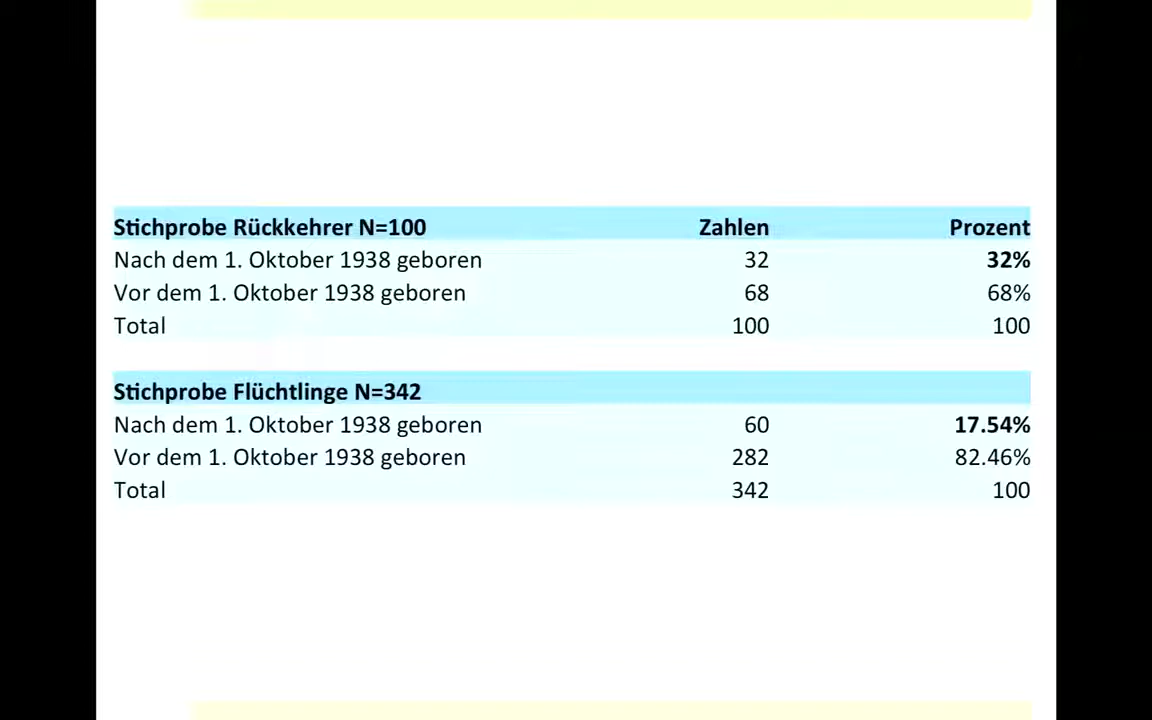 Stichprobe Rückkehrer N=100 Zahlen Prozent
Nach dem 1. Oktober 1938 geboren 32 32%
Vor dem 1. Oktober 1938 geboren 68 68%
Total 100 100
Stichprobe Flüchtlinge N=342
Nach dem 1. Oktober 1938 geboren 60 17.54%
Vor dem 1. Oktober 1938 geboren 282 82.46%
Total 342 100